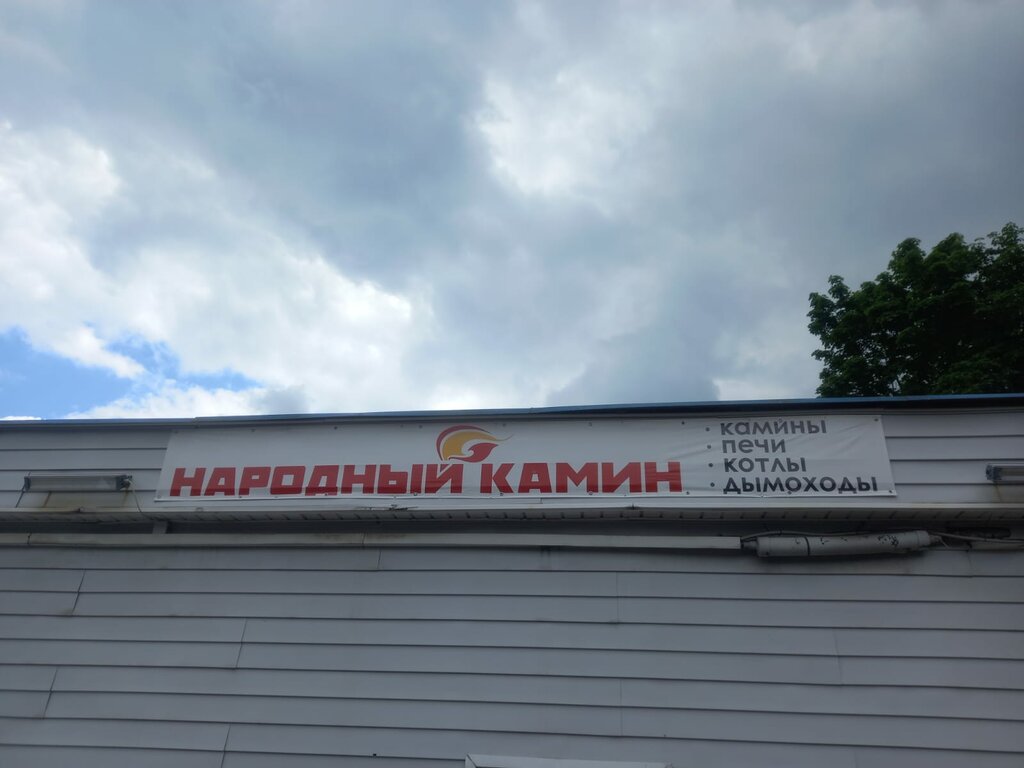 НАРОДНЫЙ КАМИН
• камины
• печи
• котлы
• дымоходы